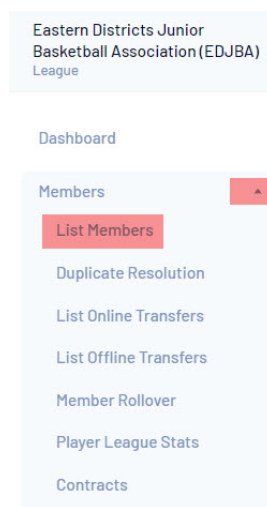 Eastern Districts Junior
Basketball Association (EDJBA)
League
Dashboard
Members
List Members
Duplicate Resolution
List Online Transfers
List Offline Transfers
Member Rollover
Player League Stats
Contracts